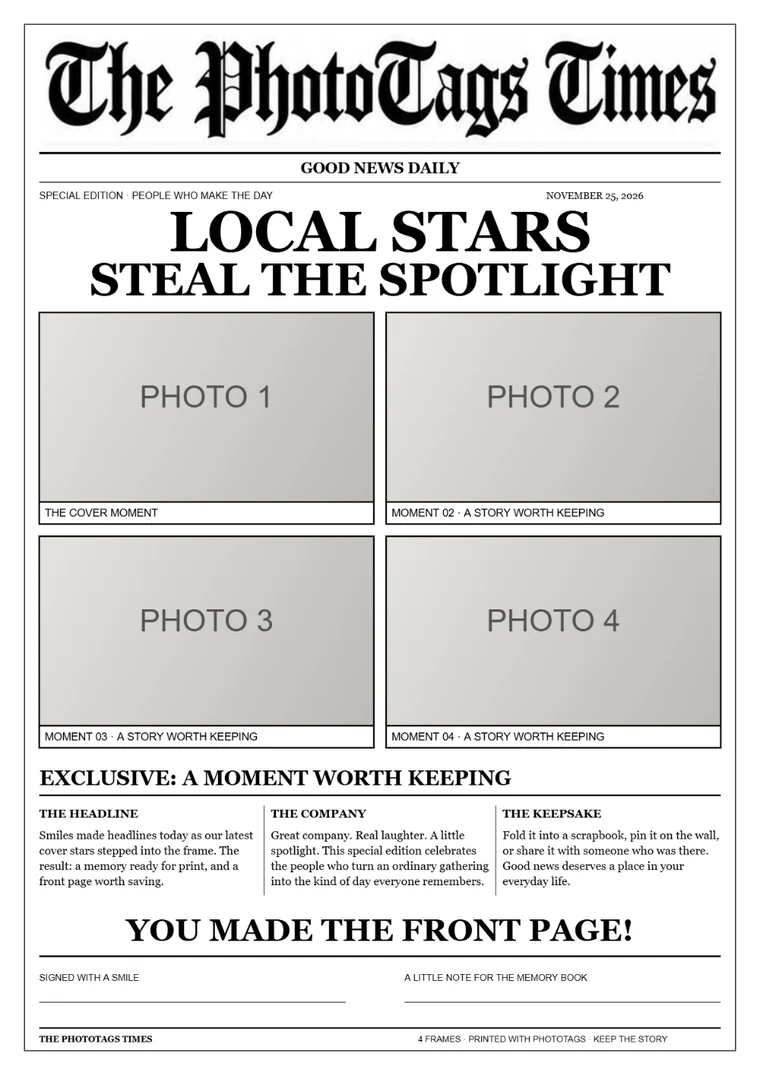 The PhotoTags Times
GOOD NEWS DAILY
SPECIAL EDITION · PEOPLE WHO MAKE THE DAY
NOVEMBER 25, 2026
LOCAL STARS
STEAL THE SPOTLIGHT
PHOTO 1
PHOTO 2
THE COVER MOMENT
MOMENT 02 · A STORY WORTH KEEPING
PHOTO 3
PHOTO 4
MOMENT 03 · A STORY WORTH KEEPING
MOMENT 04 · A STORY WORTH KEEPING
EXCLUSIVE: A MOMENT WORTH KEEPING
THE HEADLINE
Smiles made headlines today as our latest
cover stars stepped into the frame. The
result: a memory ready for print, and a
front page worth saving.
THE COMPANY
Great company. Real laughter. A little
spotlight. This special edition celebrates
the people who turn an ordinary gathering
into the kind of day everyone remembers.
THE KEEPSAKE
Fold it into a scrapbook, pin it on the wall,
or share it with someone who was there.
Good news deserves a place in your
everyday life.
YOU MADE THE FRONT PAGE!
SIGNED WITH A SMILE
A LITTLE NOTE FOR THE MEMORY BOOK
THE PHOTOTAGS TIMES
4 FRAMES · PRINTED WITH PHOTOTAGS · KEEP THE STORY